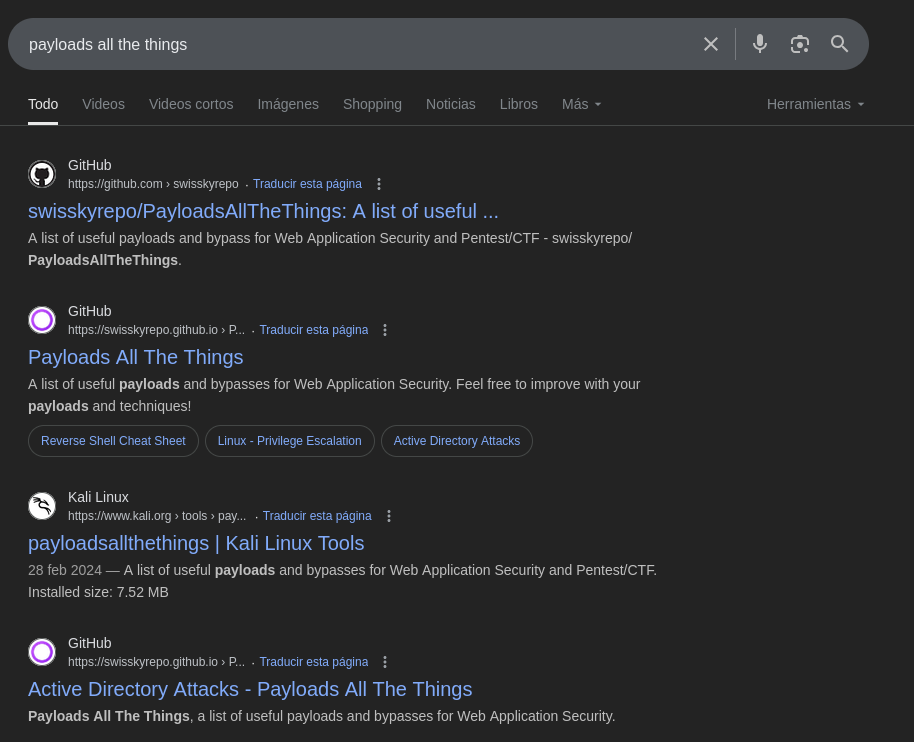 payloads all the things
Todo Videos Videos cortos Imágenes Shopping Noticias Libros Más Herramientas
GitHub
https://github.com › swisskyrepo · Traducir esta página
swisskyrepo/PayloadsAllTheThings: A list of useful ...
A list of useful payloads and bypass for Web Application Security and Pentest/CTF - swisskyrepo/
PayloadsAllTheThings.
GitHub
https://swisskyrepo.github.io › P... · Traducir esta página
Payloads All The Things
A list of useful payloads and bypasses for Web Application Security. Feel free to improve with your
payloads and techniques!
Reverse Shell Cheat Sheet Linux - Privilege Escalation Active Directory Attacks
Kali Linux
https://www.kali.org › tools › pay... · Traducir esta página
payloadsallthethings | Kali Linux Tools
28 feb 2024 — A list of useful payloads and bypasses for Web Application Security and Pentest/CTF.
Installed size: 7.52 MB
GitHub
https://swisskyrepo.github.io › P... · Traducir esta página
Active Directory Attacks - Payloads All The Things
Payloads All The Things, a list of useful payloads and bypasses for Web Application Security.